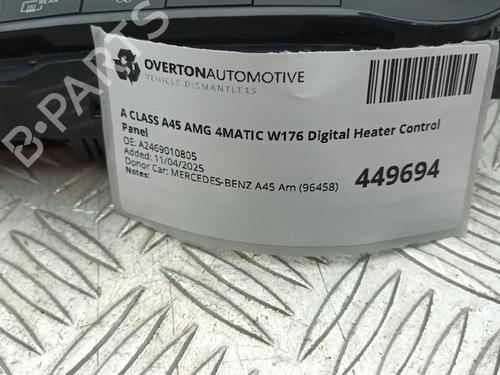 REAR
OVERTONAUTOMOTIVE
VEHICLE DISMANTLERS
A CLASS A45 AMG 4MATIC W176 Digital Heater Control
Panel
OE: A2469010805
Added: 11/04/2025
Donor Car: MERCEDES-BENZ A45 Am (96458)
Notes:
449694
B-PARTS